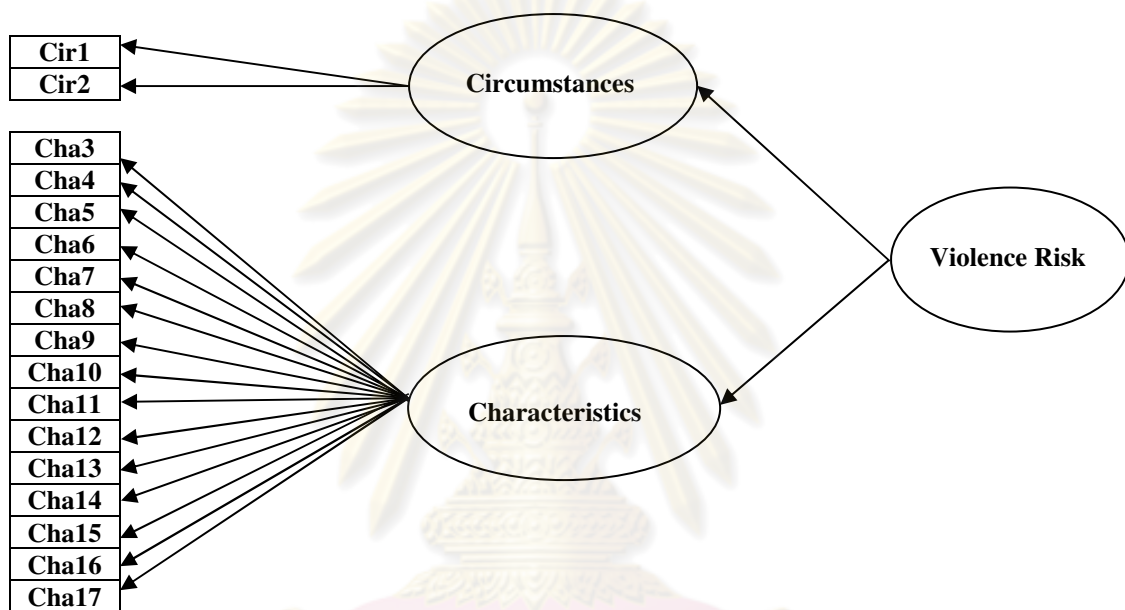 Cir1
Cir2
Circumstances
Cha3
Cha4
Cha5
Cha6
Cha7
Cha8
Cha9
Cha10
Cha11
Cha12
Cha13
Cha14
Cha15
Cha16
Cha17
Characteristics
Violence Risk